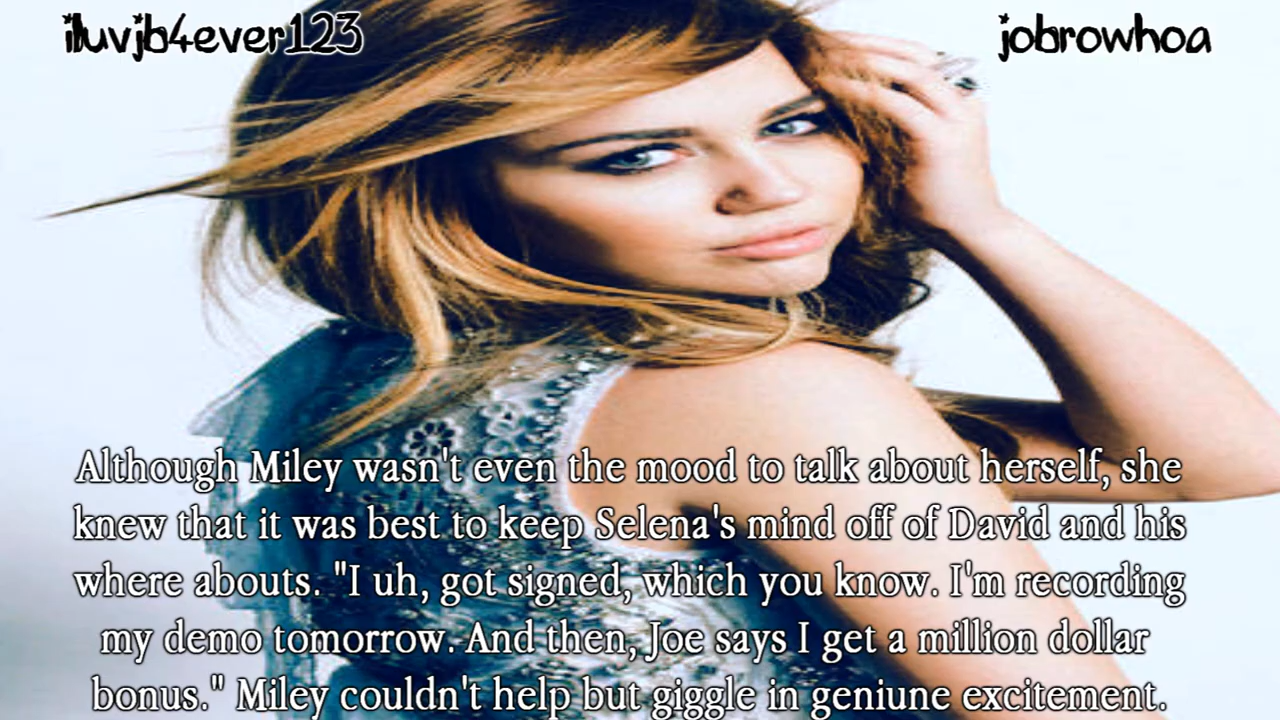 iluvjb4ever123
jobrowhoa
Although Miley wasn't even the mood to talk about herself, she
knew that it was best to keep Selena's mind off of David and his
where abouts. "I uh, got signed, which you know. I'm recording
my demo tomorrow. And then, Joe says I get a million dollar
bonus." Miley couldn't help but giggle in geniune excitement.